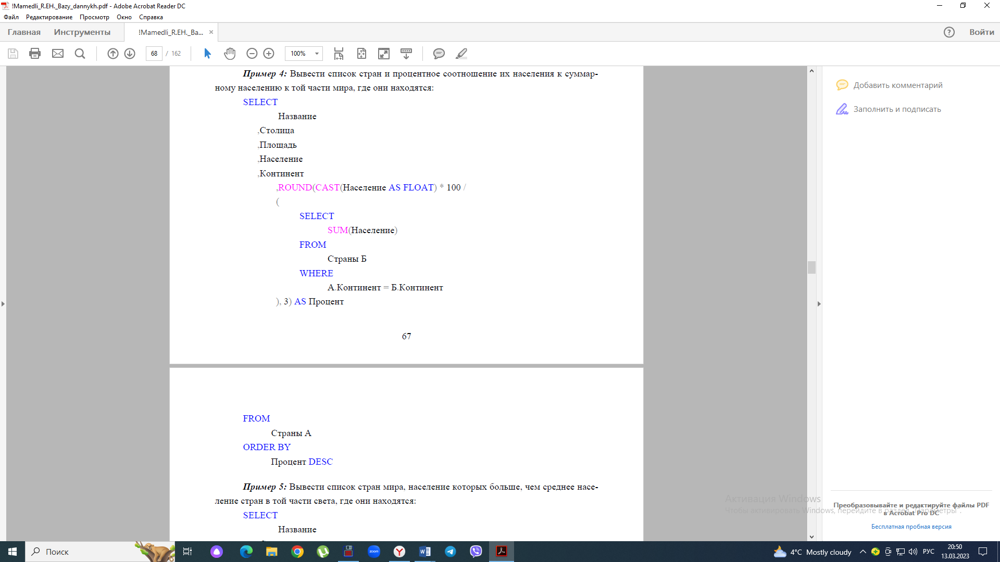 !Mamedli_R.EH._Bazy_dannykh.pdf - Adobe Acrobat Reader DC
Файл Редактирование Просмотр Окно Справка
Главная Инструменты !Mamedli_R.EH._Ba... × Войти
68 / 162 100%
Пример 4: Вывести список стран и процентное соотношение их населения к суммар-
ному населению к той части мира, где они находятся:
SELECT
Название
,Столица
,Площадь
,Население
,Континент
,ROUND(CAST(Население AS FLOAT) * 100 /
(
SELECT
SUM(Население)
FROM
Страны Б
WHERE
А.Континент = Б.Континент
), 3) AS Процент
67
FROM
Страны А
ORDER BY
Процент DESC
Пример 5: Вывести список стран мира, население которых больше, чем среднее насе-
ление стран в той части света, где они находятся:
SELECT
Название
Добавить комментарий
Заполнить и подписать
Активация Windows
Чтобы активировать Windows, перейдите в раздел "Параметры".
Преобразовывайте и редактируйте файлы PDF
в Acrobat Pro DC
Бесплатная пробная версия
Поиск
zoom
4°C Mostly cloudy
РУС
20:50
13.03.2023